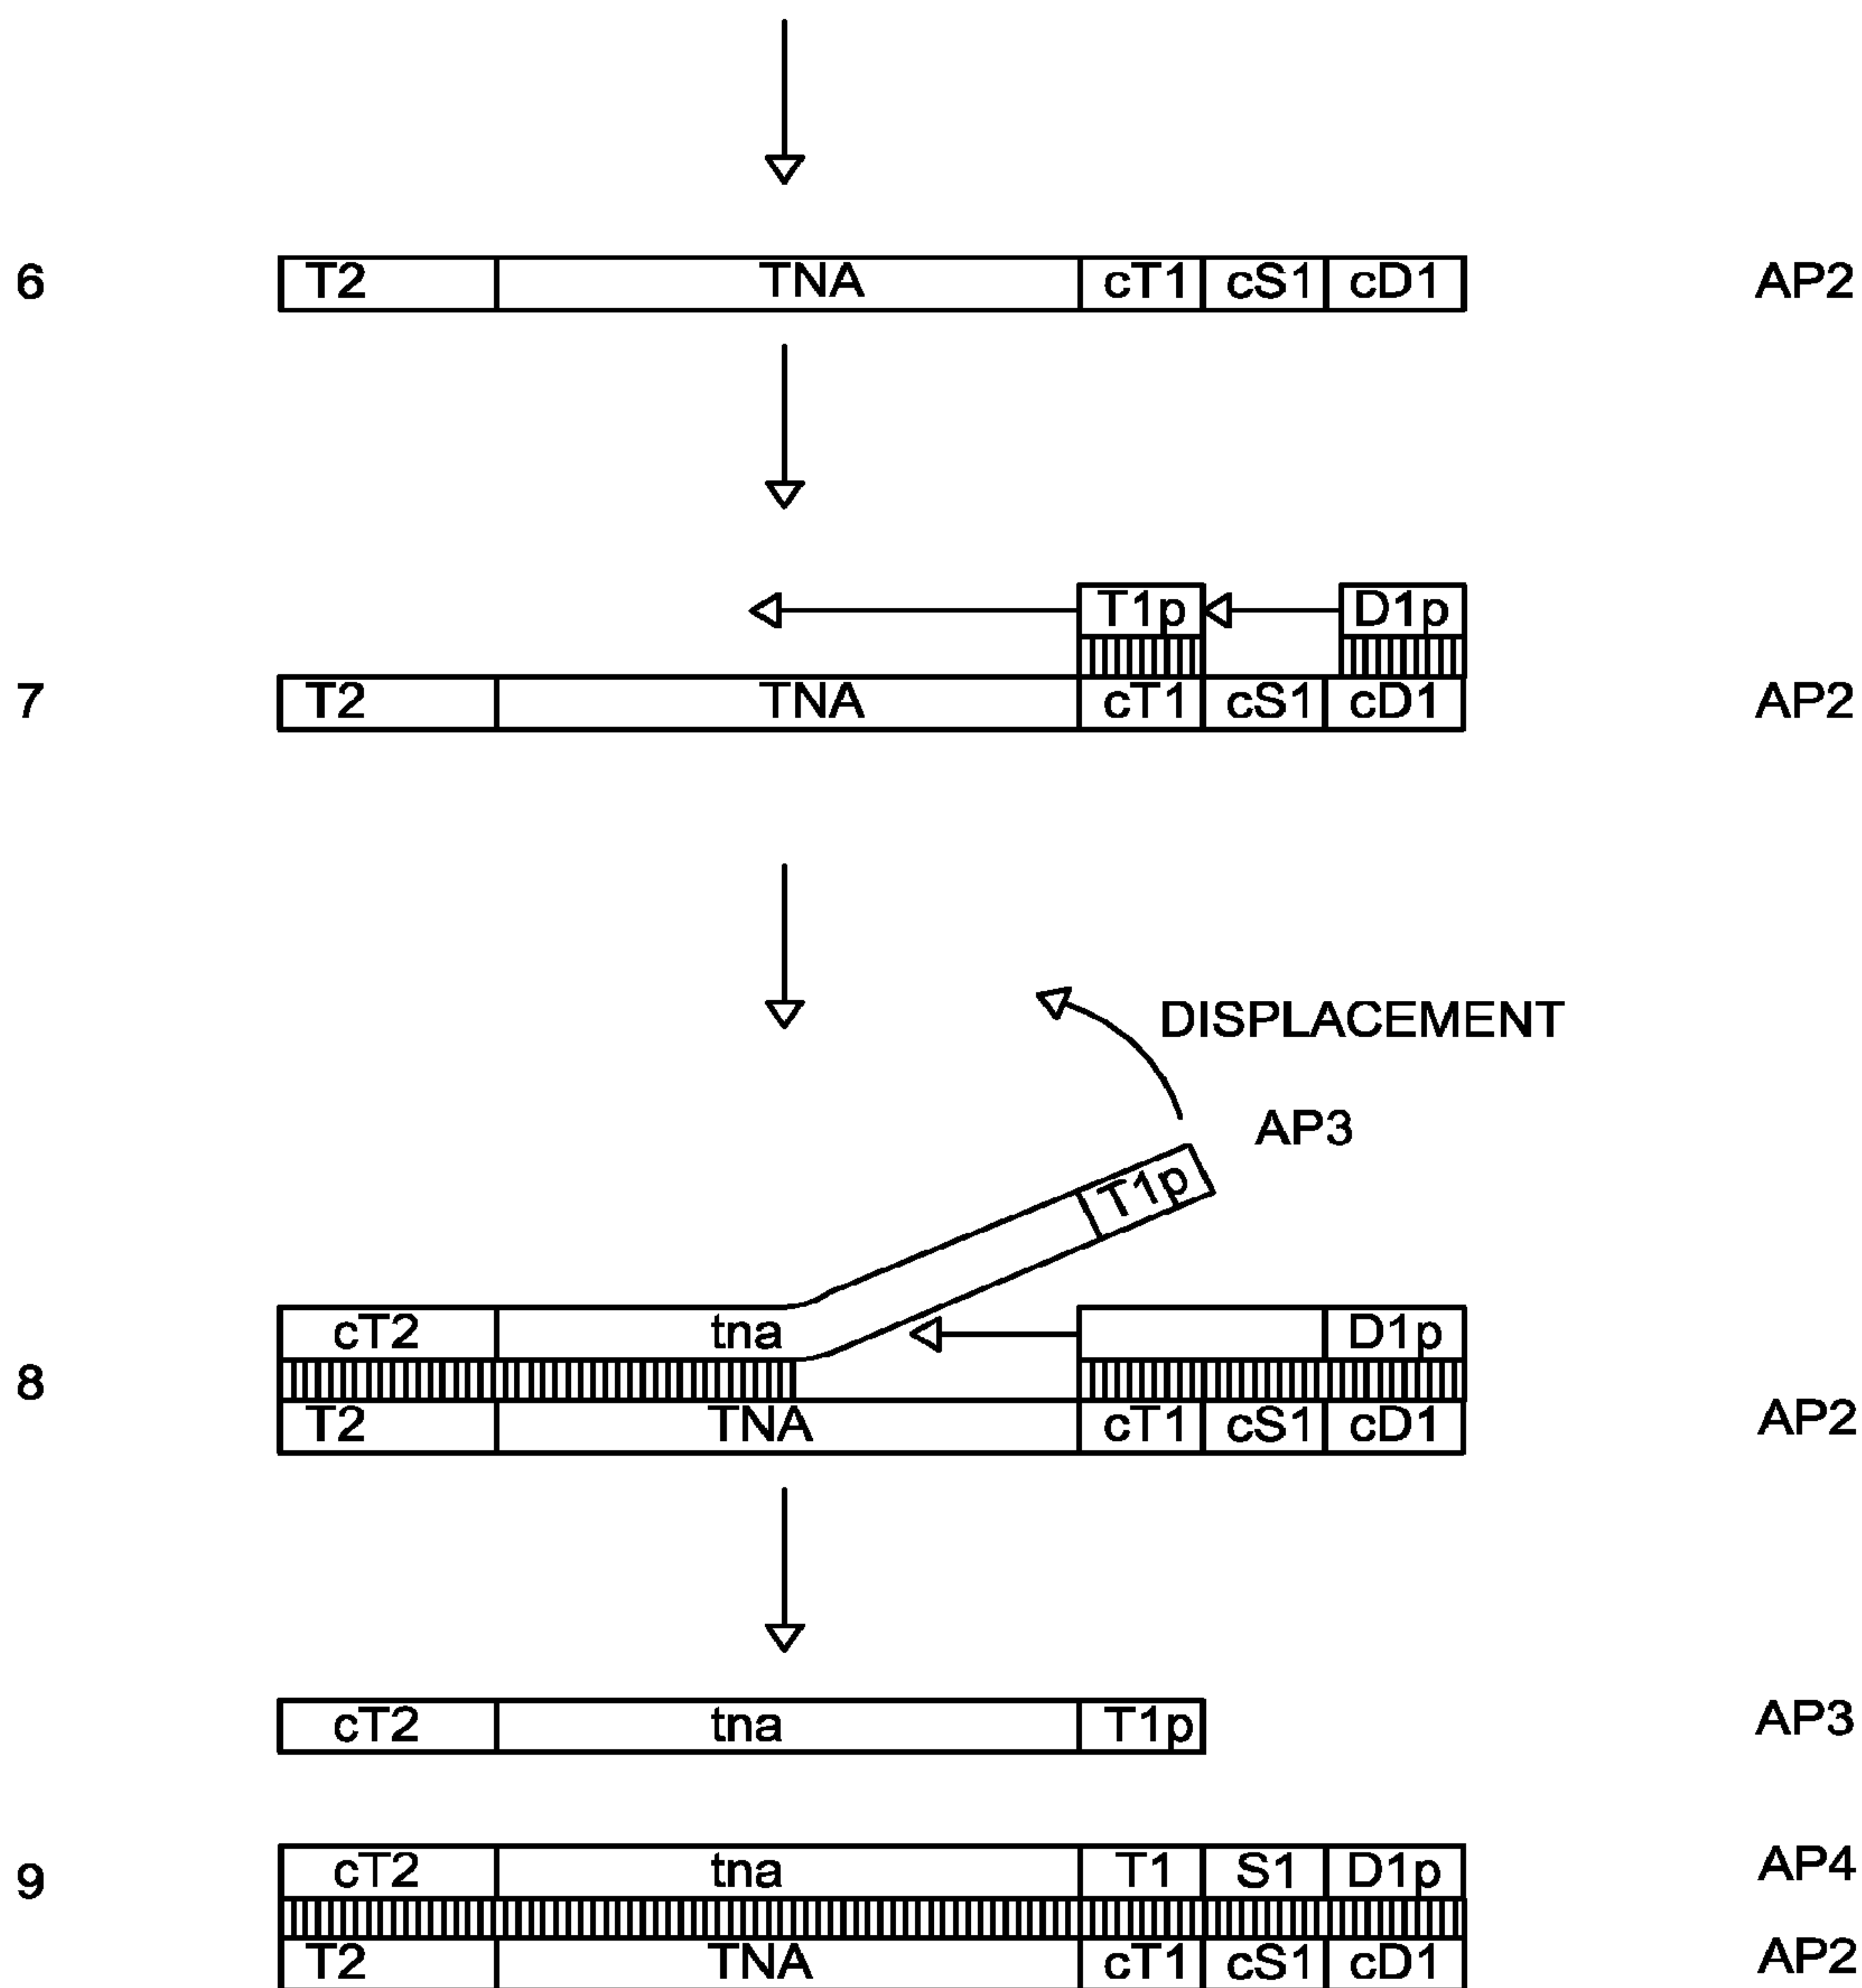 6 T2 TNA cT1 cS1 cD1 AP2
T1p D1p
7 T2 TNA cT1 cS1 cD1 AP2
DISPLACEMENT
AP3
T1p
cT2 tna D1p
8
T2 TNA cT1 cS1 cD1 AP2
cT2 tna T1p AP3
cT2 tna T1 S1 D1p AP4
9
T2 TNA cT1 cS1 cD1 AP2